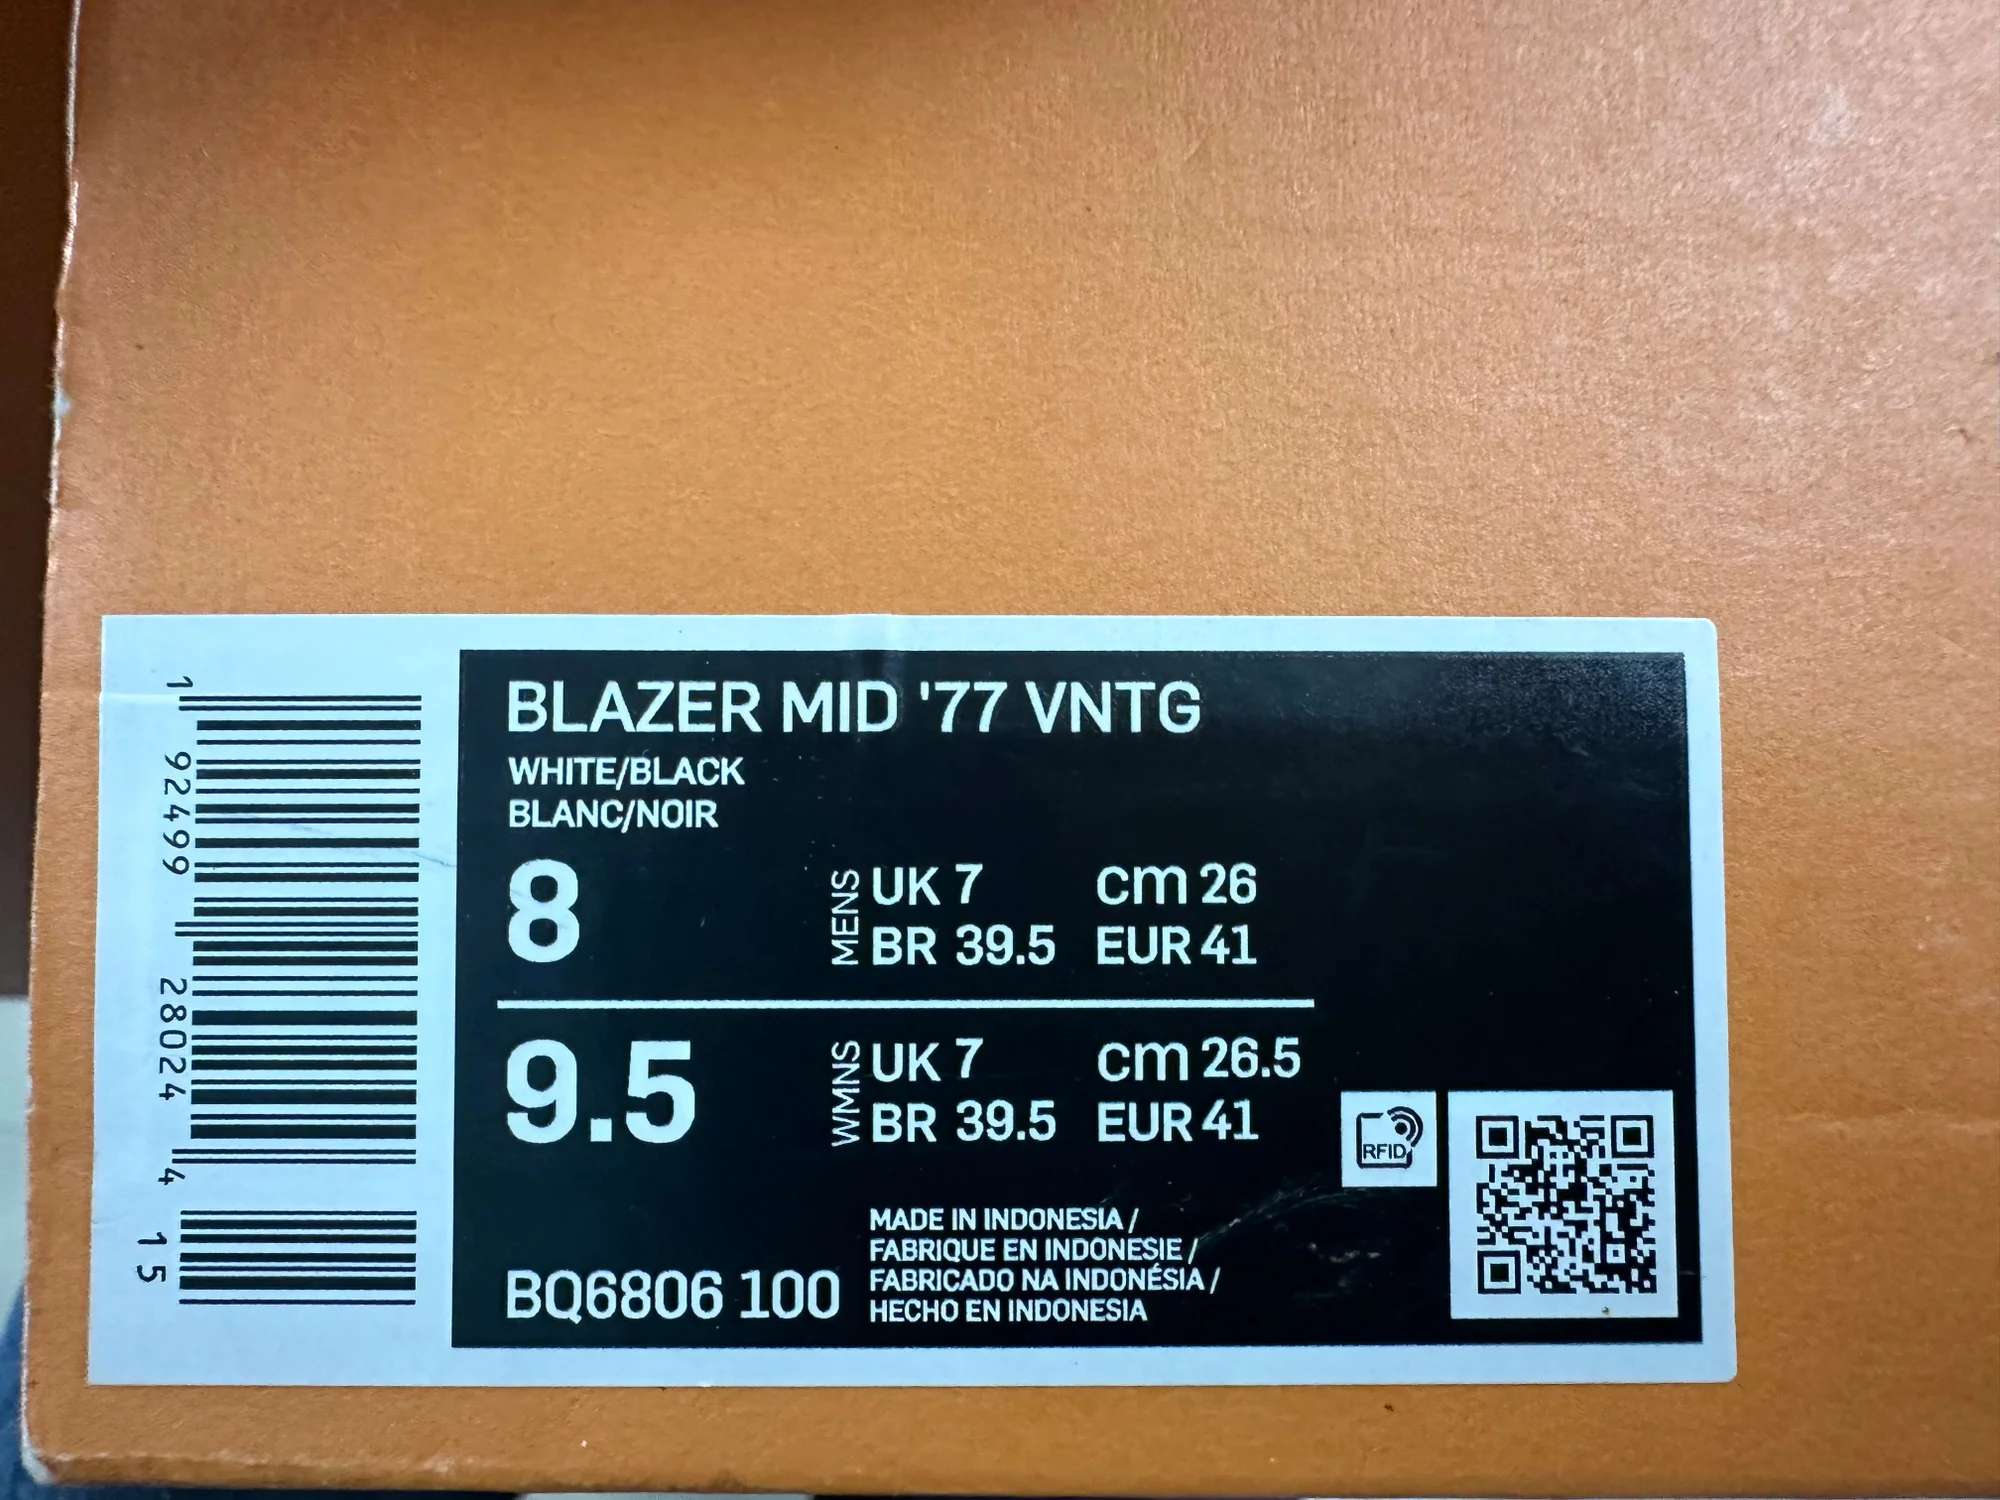 BLAZER MID '77 VNTG
WHITE/BLACK
BLANC/NOIR
8
MENS
UK 7 cm 26
BR 39.5 EUR 41
9.5
WMNS
UK 7 cm 26.5
BR 39.5 EUR 41
RFID
BQ6806 100
MADE IN INDONESIA /
FABRIQUE EN INDONESIE /
FABRICADO NA INDONÉSIA /
HECHO EN INDONESIA
1 92499 28024 4 15